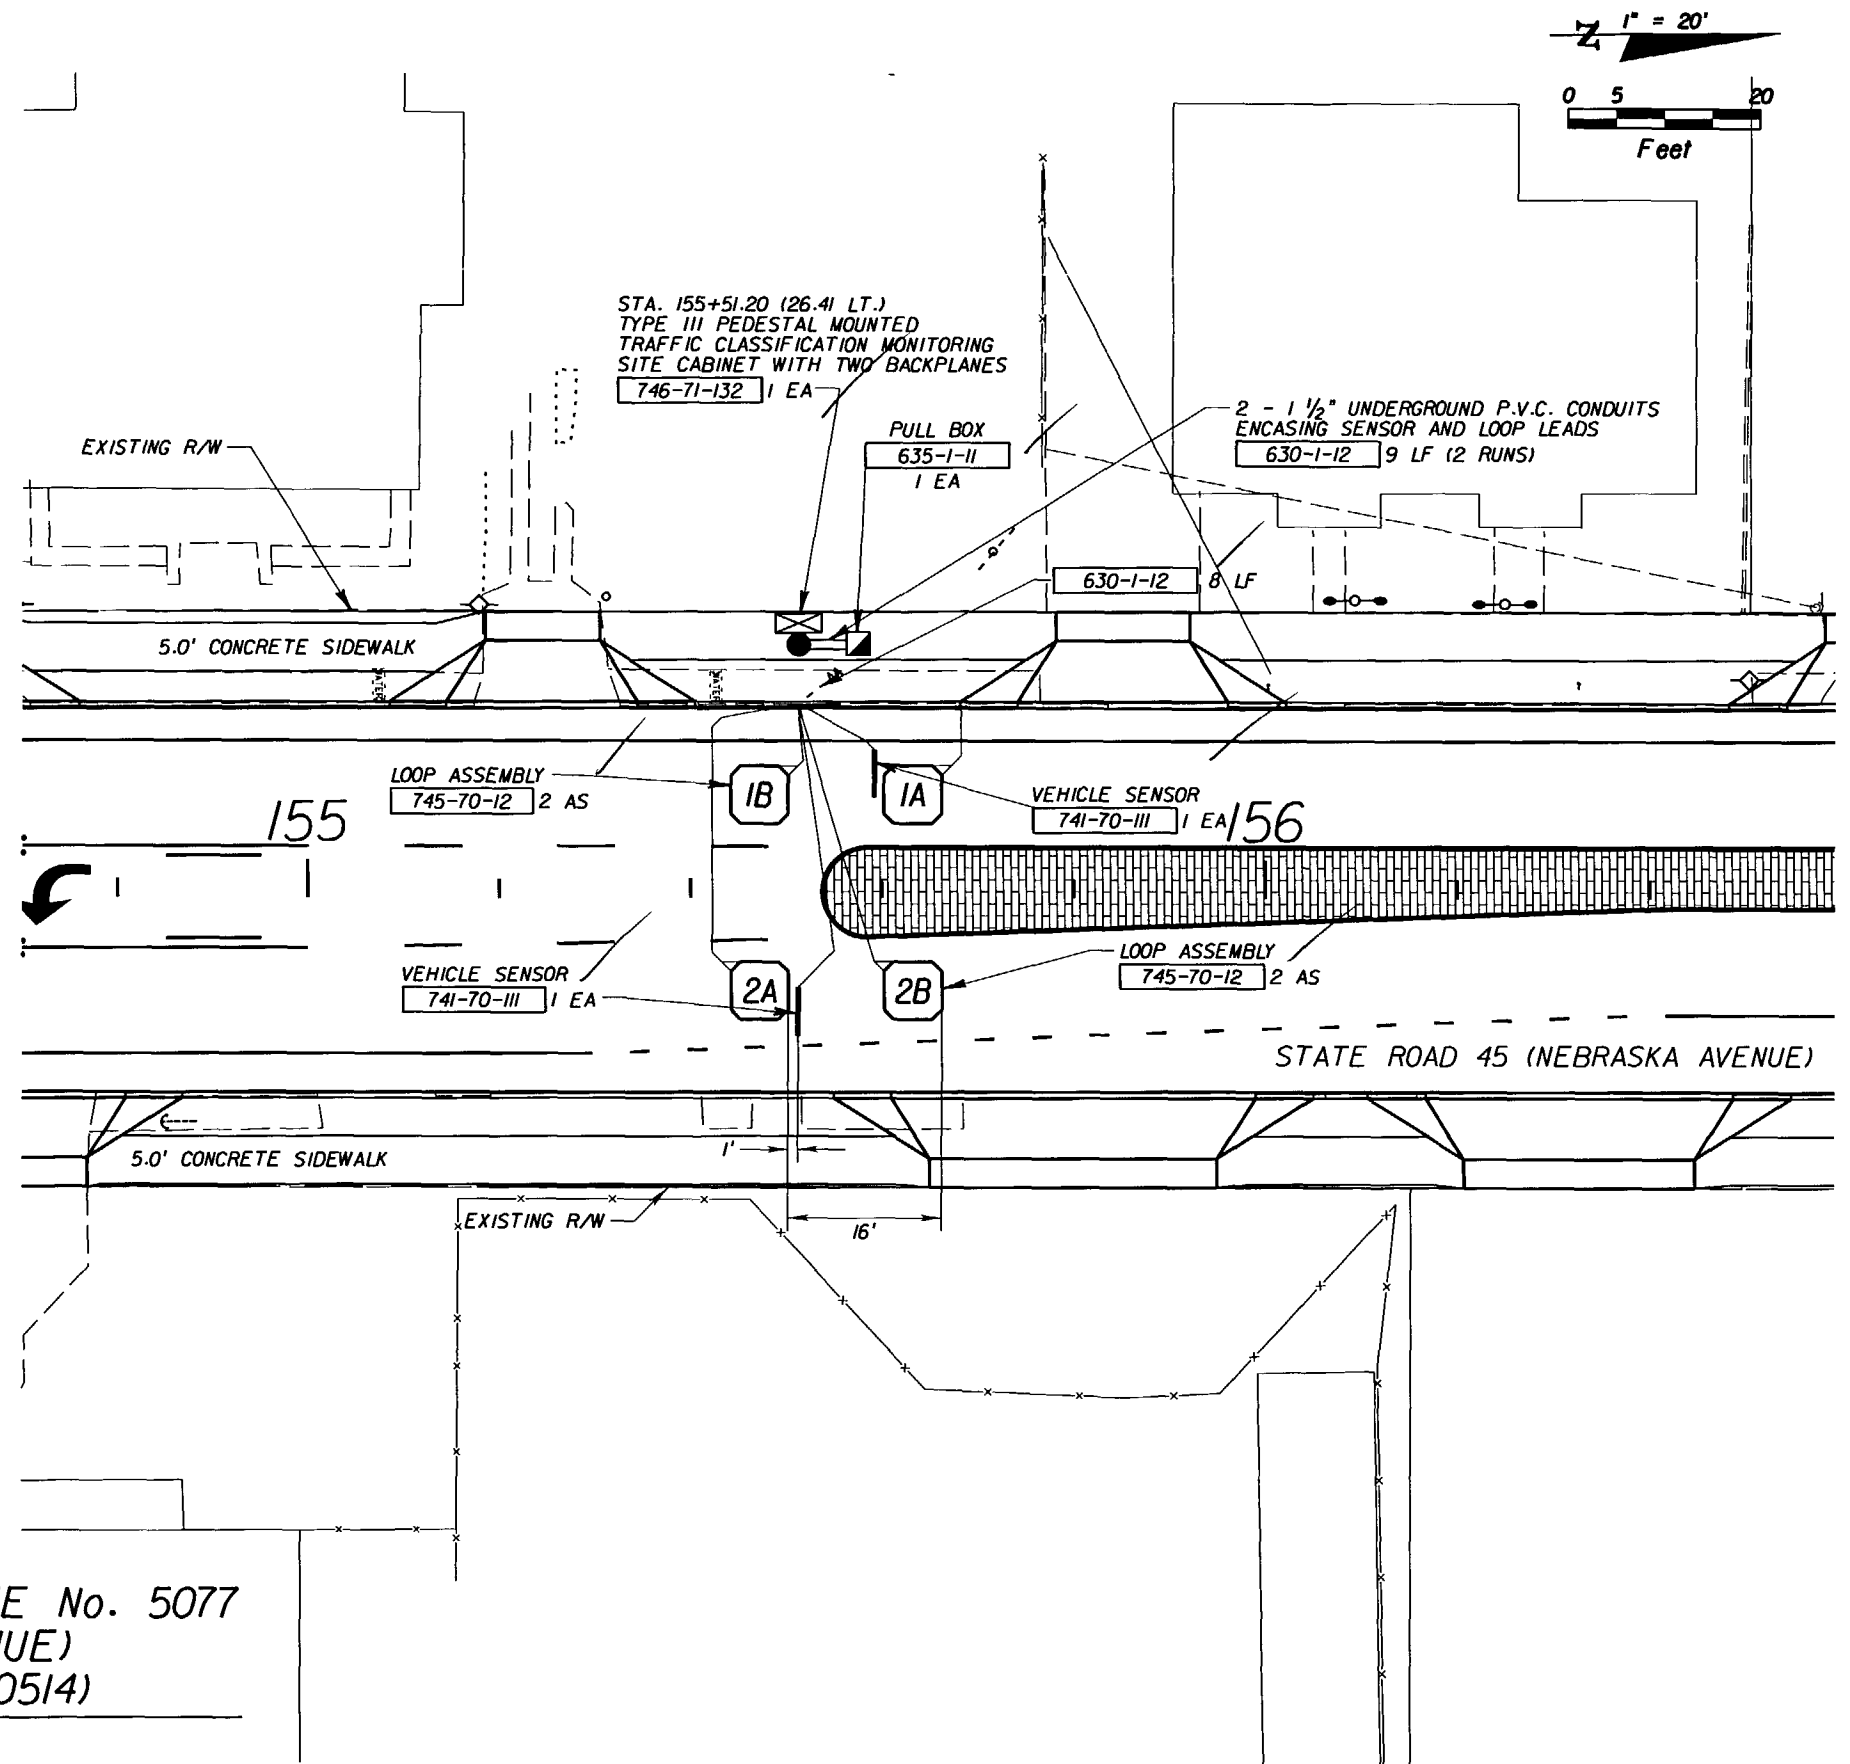 1" = 20'
N
0 5 20
Feet
STA. 155+51.20 (26.41 LT.)
TYPE III PEDESTAL MOUNTED
TRAFFIC CLASSIFICATION MONITORING
SITE CABINET WITH TWO BACKPLANES
746-71-132 1 EA
2 - 1 1/2" UNDERGROUND P.V.C. CONDUITS
ENCASING SENSOR AND LOOP LEADS
630-1-12 9 LF (2 RUNS)
PULL BOX
635-1-11
1 EA
EXISTING R/W
630-1-12 8 LF
5.0' CONCRETE SIDEWALK
WATER
WATER
LOOP ASSEMBLY
745-70-12 2 AS
1B
1A
VEHICLE SENSOR
741-70-111 1 EA
155
156
LOOP ASSEMBLY
745-70-12 2 AS
VEHICLE SENSOR
741-70-111 1 EA
2A
2B
STATE ROAD 45 (NEBRASKA AVENUE)
1'
5.0' CONCRETE SIDEWALK
EXISTING R/W
16'
E No. 5077
NUE)
0514)